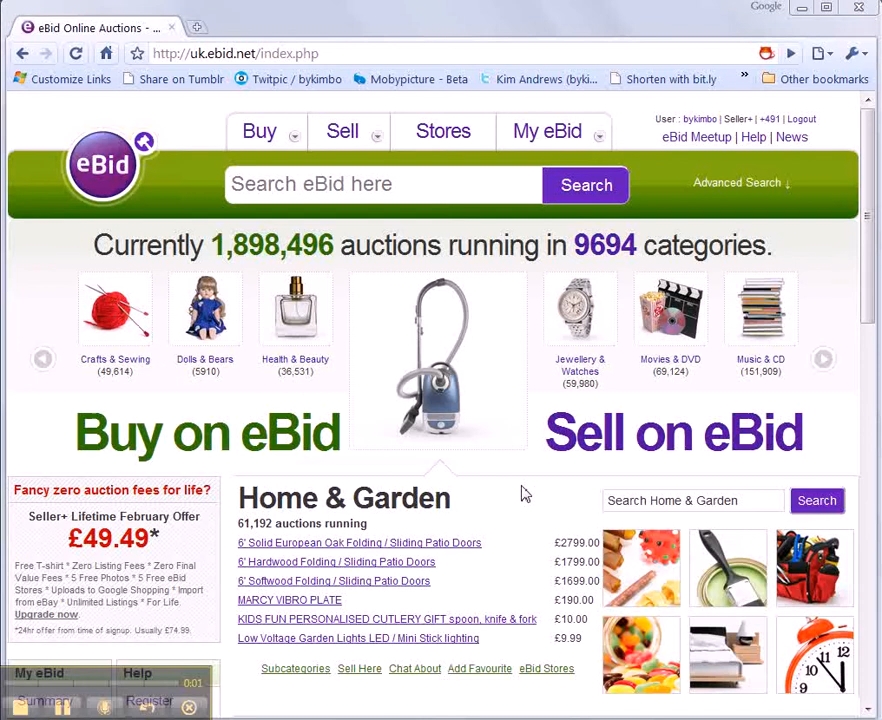 Google
eBid Online Auctions - ...
http://uk.ebid.net/index.php
Customize Links
Share on Tumblr
Twitpic / bykimbo
Mobypicture - Beta
Kim Andrews (byki...
Shorten with bit.ly
»
Other bookmarks
Buy
Sell
Stores
My eBid
User : bykimbo | Seller+ | +491 | Logout
eBid Meetup | Help | News
eBid
Search eBid here
Search
Advanced Search ↓
Currently 1,898,496 auctions running in 9694 categories.
Crafts & Sewing
(49,614)
Dolls & Bears
(5910)
Health & Beauty
(36,531)
Jewellery &
Watches
(59,980)
Movies & DVD
(69,124)
Music & CD
(151,909)
Buy on eBid
Sell on eBid
Fancy zero auction fees for life?
Seller+ Lifetime February Offer
£49.49*
Free T-shirt * Zero Listing Fees * Zero Final
Value Fees * 5 Free Photos * 5 Free eBid
Stores * Uploads to Google Shopping * Import
from eBay * Unlimited Listings * For Life.
Upgrade now.
*24hr offer from time of signup. Usually £74.99.
Home & Garden
61,192 auctions running
Search Home & Garden
Search
6' Solid European Oak Folding / Sliding Patio Doors £2799.00
6' Hardwood Folding / Sliding Patio Doors £1799.00
6' Softwood Folding / Sliding Patio Doors £1699.00
MARCY VIBRO PLATE £190.00
KIDS FUN PERSONALISED CUTLERY GIFT spoon, knife & fork £10.00
Low Voltage Garden Lights LED / Mini Stick lighting £9.99
Subcategories Sell Here Chat About Add Favourite eBid Stores
My eBid
Help
0:01
Summary
Register